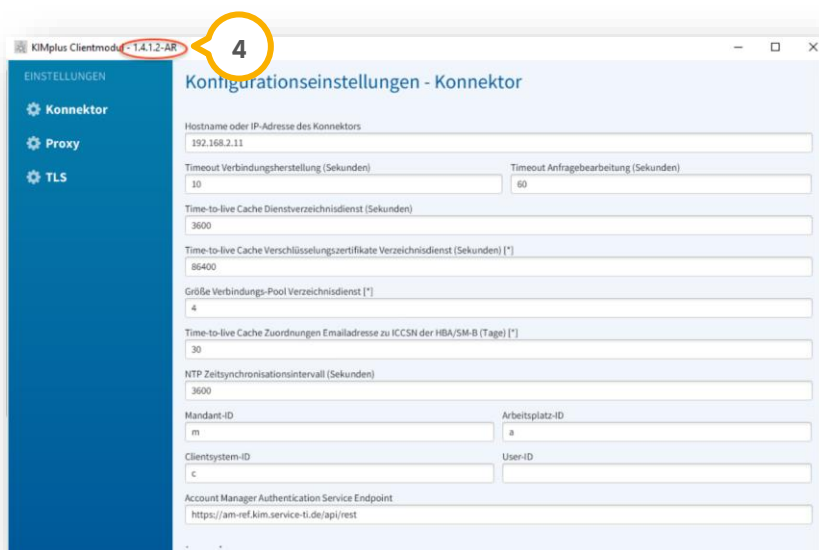 KIMplus Clientmodul - 1.4.1.2-AR
4
EINSTELLUNGEN
Konnektor
Proxy
TLS
Konfigurationseinstellungen - Konnektor
Hostname oder IP-Adresse des Konnektors
192.168.2.11
Timeout Verbindungsherstellung (Sekunden) Timeout Anfragebearbeitung (Sekunden)
10 60
Time-to-live Cache Dienstverzeichnisdienst (Sekunden)
3600
Time-to-live Cache Verschlüsselungszertifikate Verzeichnisdienst (Sekunden) [*]
86400
Größe Verbindungs-Pool Verzeichnisdienst [*]
4
Time-to-live Cache Zuordnungen Emailadresse zu ICCSN der HBA/SM-B (Tage) [*]
30
NTP Zeitsynchronisationsintervall (Sekunden)
3600
Mandant-ID Arbeitsplatz-ID
m a
Clientsystem-ID User-ID
c
Account Manager Authentication Service Endpoint
https://am-ref.kim.service-ti.de/api/rest